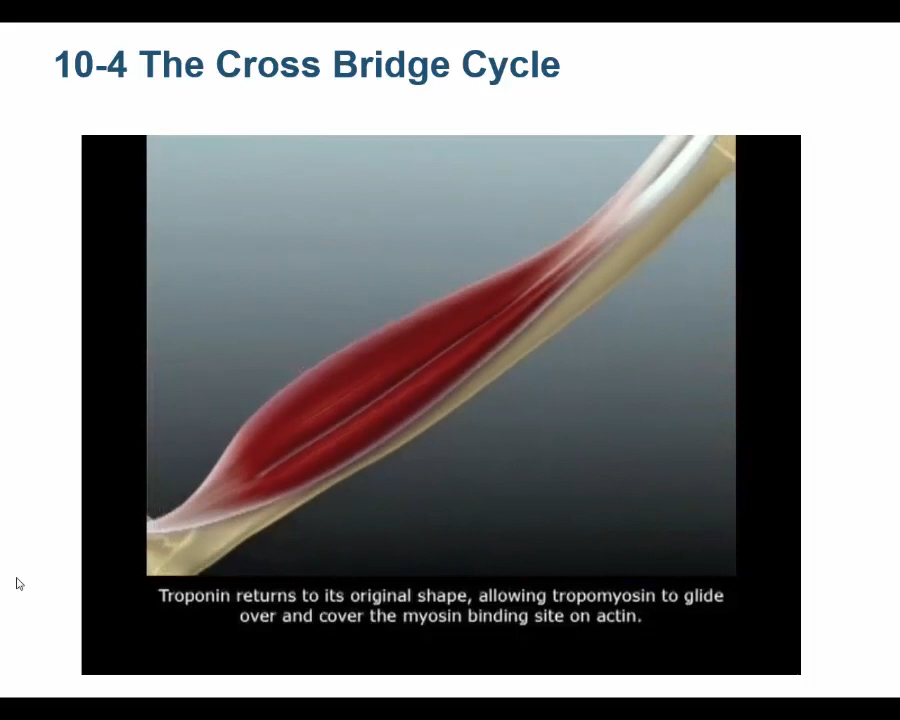 10-4 The Cross Bridge Cycle
Troponin returns to its original shape, allowing tropomyosin to glide
over and cover the myosin binding site on actin.